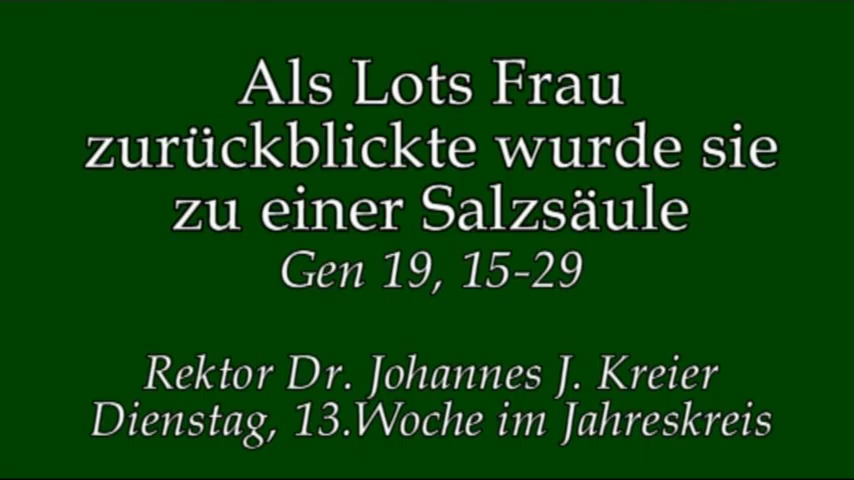 Als Lots Frau
zurückblickte wurde sie
zu einer Salzsäule
Gen 19, 15-29
Rektor Dr. Johannes J. Kreier
Dienstag, 13.Woche im Jahreskreis